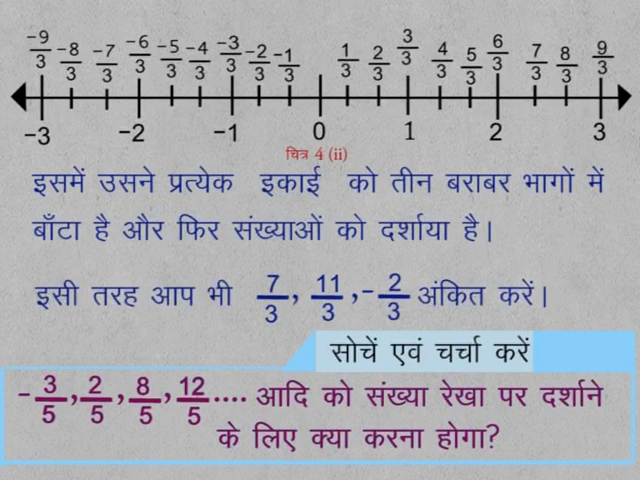 -9/3 -8/3 -7/3 -6/3 -5/3 -4/3 -3/3 -2/3 -1/3 1/3 2/3 3/3 4/3 5/3 6/3 7/3 8/3 9/3
-3 -2 -1 0 1 2 3
चित्र 4 (ii)
इसमें उसने प्रत्येक इकाई को तीन बराबर भागों में
बाँटा है और फिर संख्याओं को दर्शाया है।
इसी तरह आप भी 7/3, 11/3, -2/3 अंकित करें।
सोचें एवं चर्चा करें
-3/5, 2/5, 8/5, 12/5.... आदि को संख्या रेखा पर दर्शाने
के लिए क्या करना होगा?